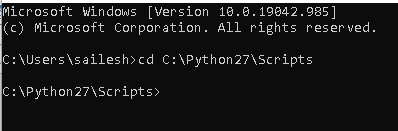 Microsoft Windows [Version 10.0.19042.985]
(c) Microsoft Corporation. All rights reserved.
C:\Users\sailesh>cd C:\Python27\Scripts
C:\Python27\Scripts>